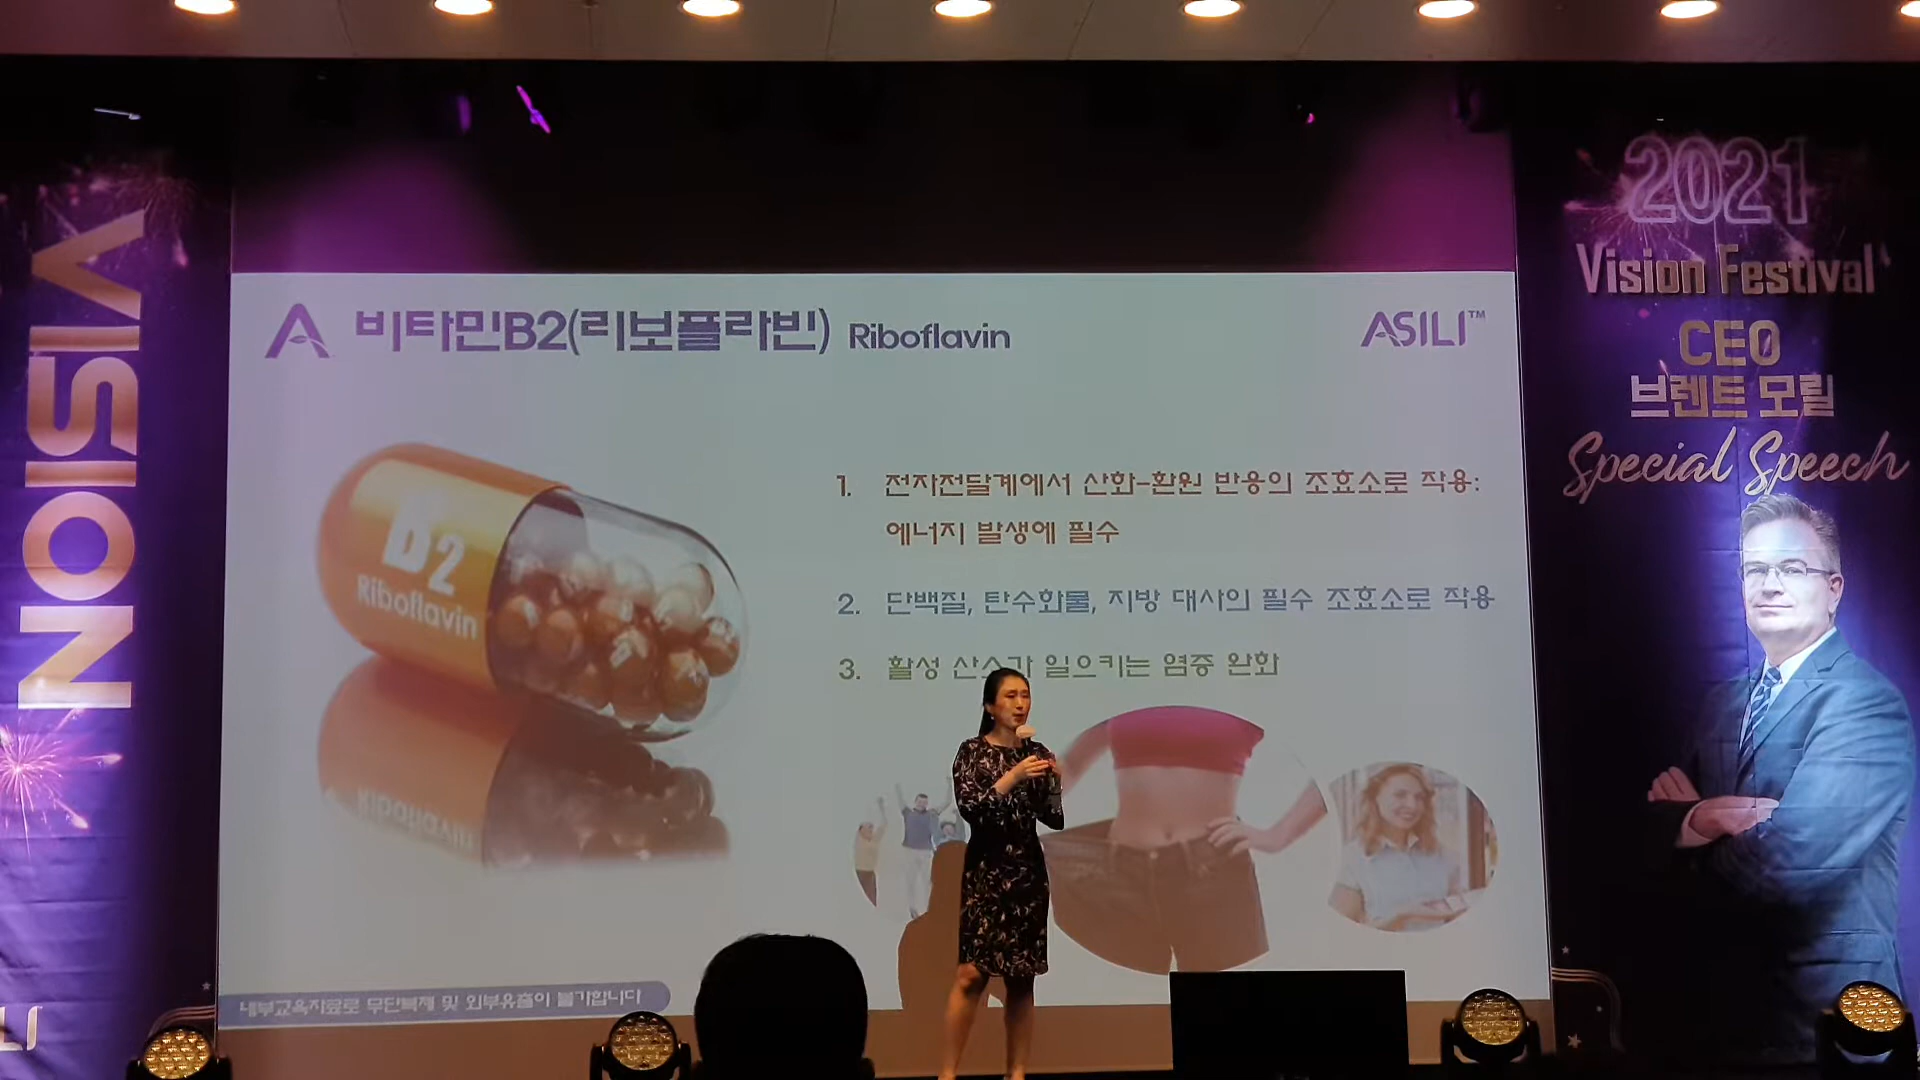 VISION
비타민B2(리보플라빈) Riboflavin
ASILI™
B2
Riboflavin
1. 전자전달계에서 산화-환원 반응의 조효소로 작용:
에너지 발생에 필수
2. 단백질, 탄수화물, 지방 대사의 필수 조효소로 작용
3. 활성 산소가 일으키는 염증 완화
내부교육자료로 무단복제 및 외부유출이 불가합니다
2021
Vision Festival
CEO
브렌트 모릴
Special Speech